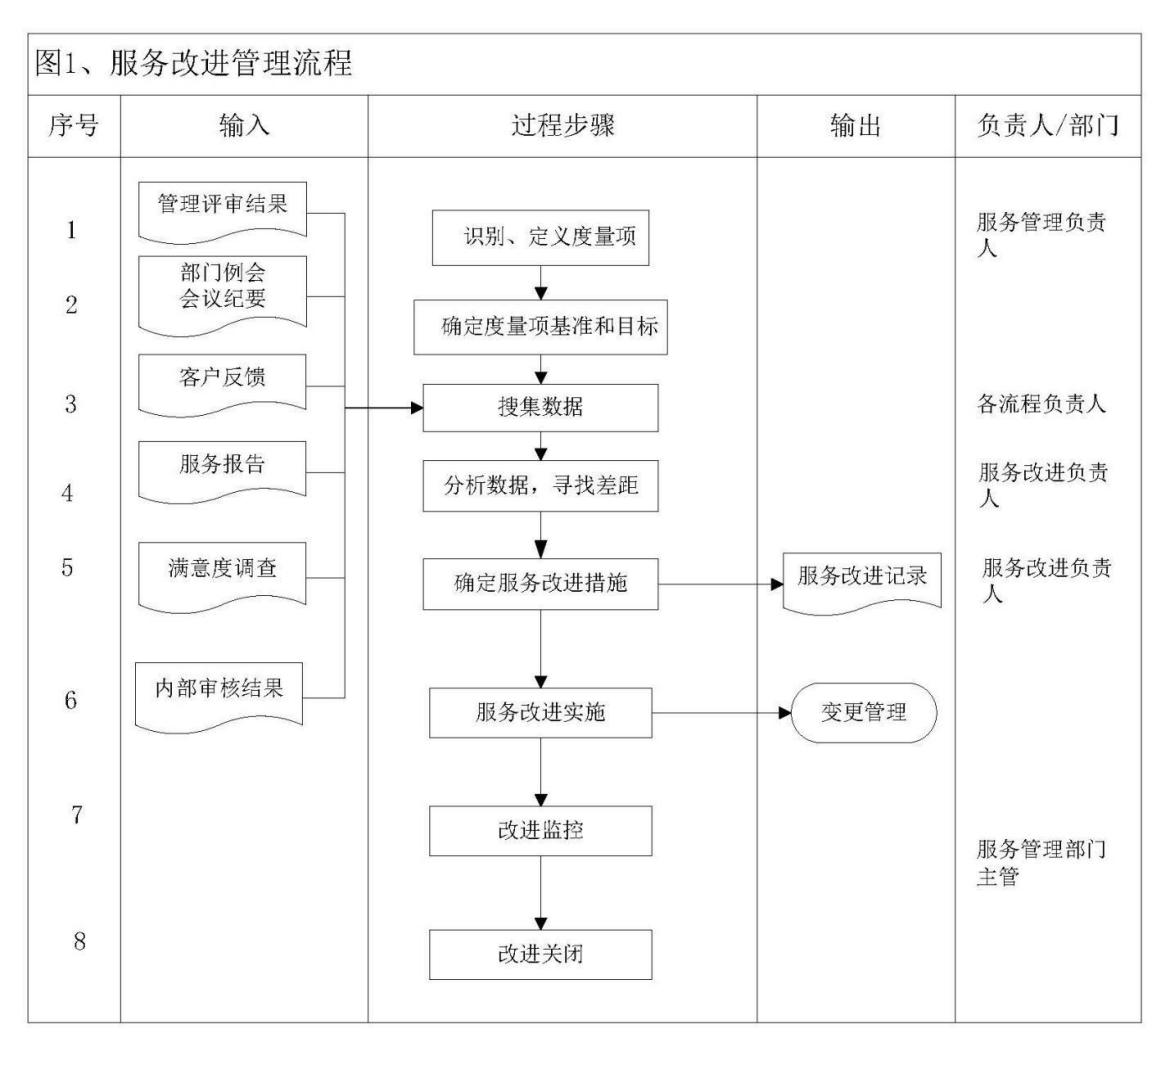 图1、服务改进管理流程
序号
输入
过程步骤
输出
负责人/部门
1
管理评审结果
识别、定义度量项
服务管理负责
人
2
部门例会
会议纪要
确定度量项基准和目标
3
客户反馈
搜集数据
各流程负责人
4
服务报告
分析数据，寻找差距
服务改进负责
人
5
满意度调查
确定服务改进措施
服务改进记录
服务改进负责
人
6
内部审核结果
服务改进实施
变更管理
7
改进监控
服务管理部门
主管
8
改进关闭